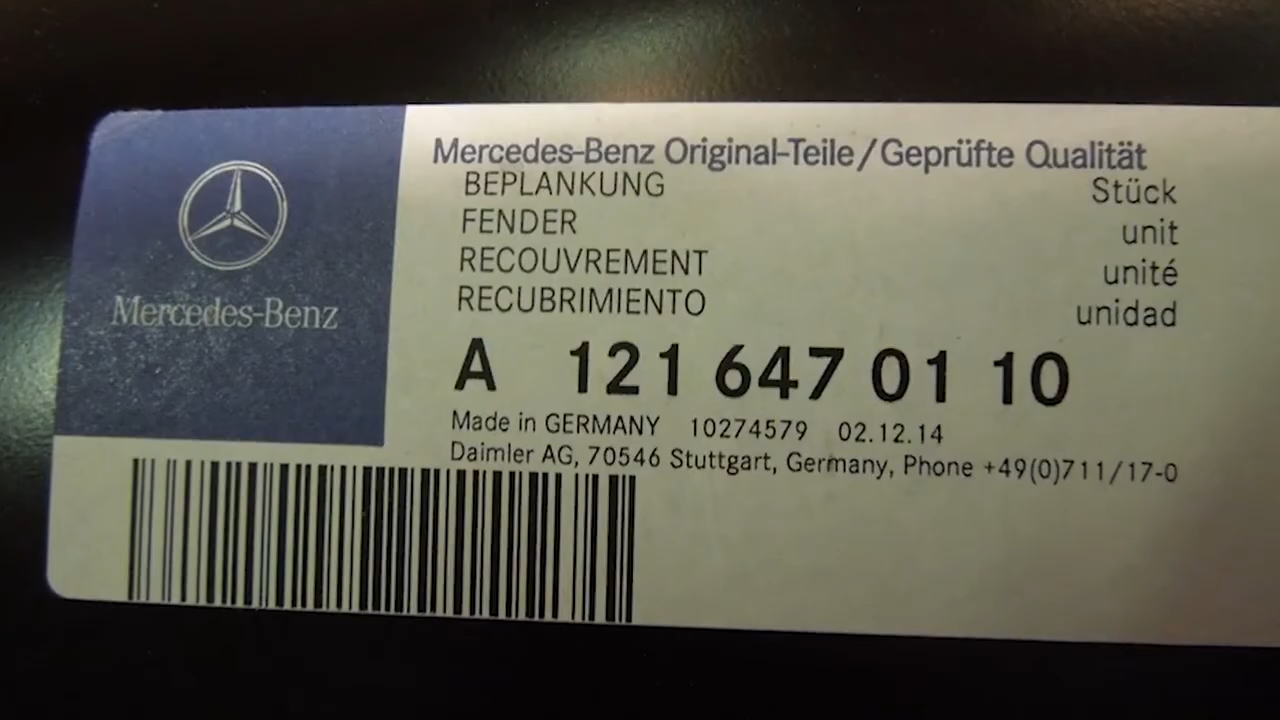 Mercedes-Benz
Mercedes-Benz Original-Teile/Geprüfte Qualität
BEPLANKUNG Stück
FENDER unit
RECOUVREMENT unité
RECUBRIMIENTO unidad
A 121 647 01 10
Made in GERMANY 10274579 02.12.14
Daimler AG, 70546 Stuttgart, Germany, Phone +49(0)711/17-0